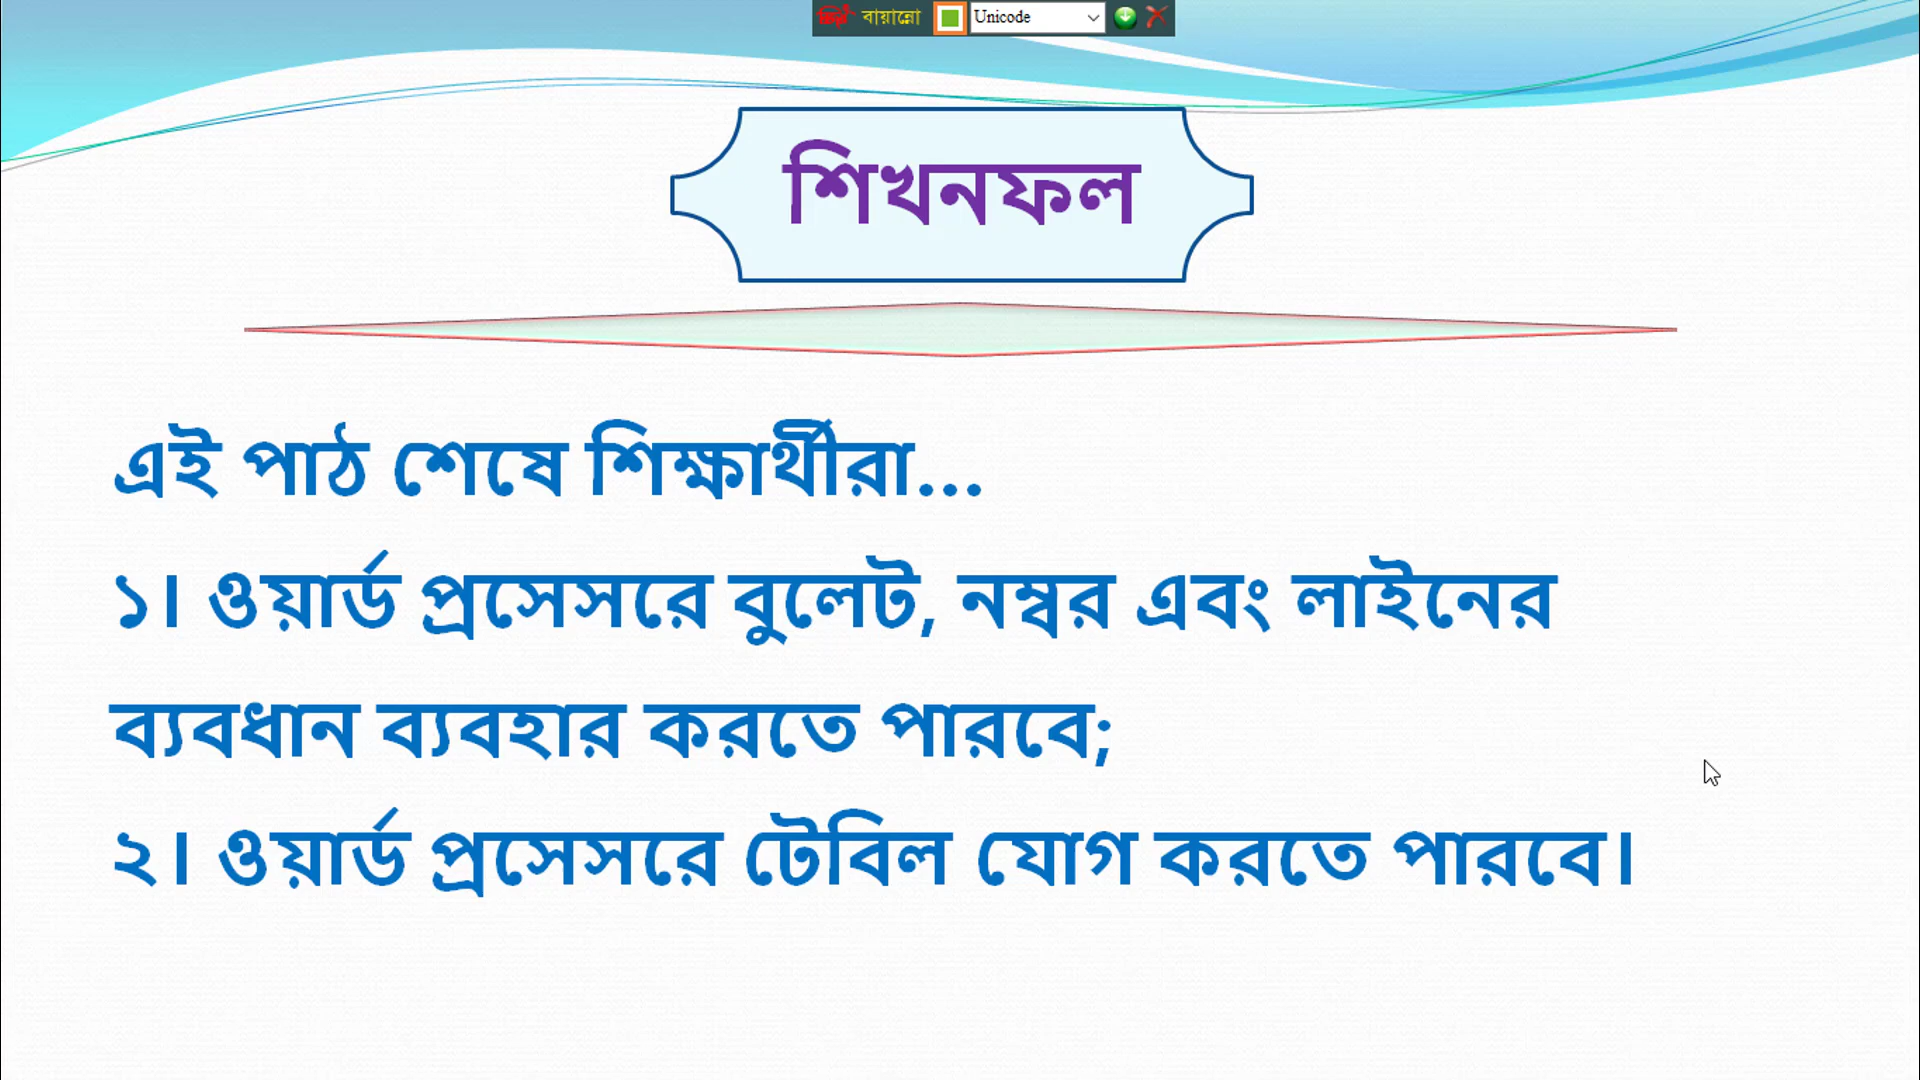 বায়ান্নো Unicode
শিখনফল
এই পাঠ শেষে শিক্ষার্থীরা...
১। ওয়ার্ড প্রসেসরে বুলেট, নম্বর এবং লাইনের
ব্যবধান ব্যবহার করতে পারবে;
২। ওয়ার্ড প্রসেসরে টেবিল যোগ করতে পারবে।